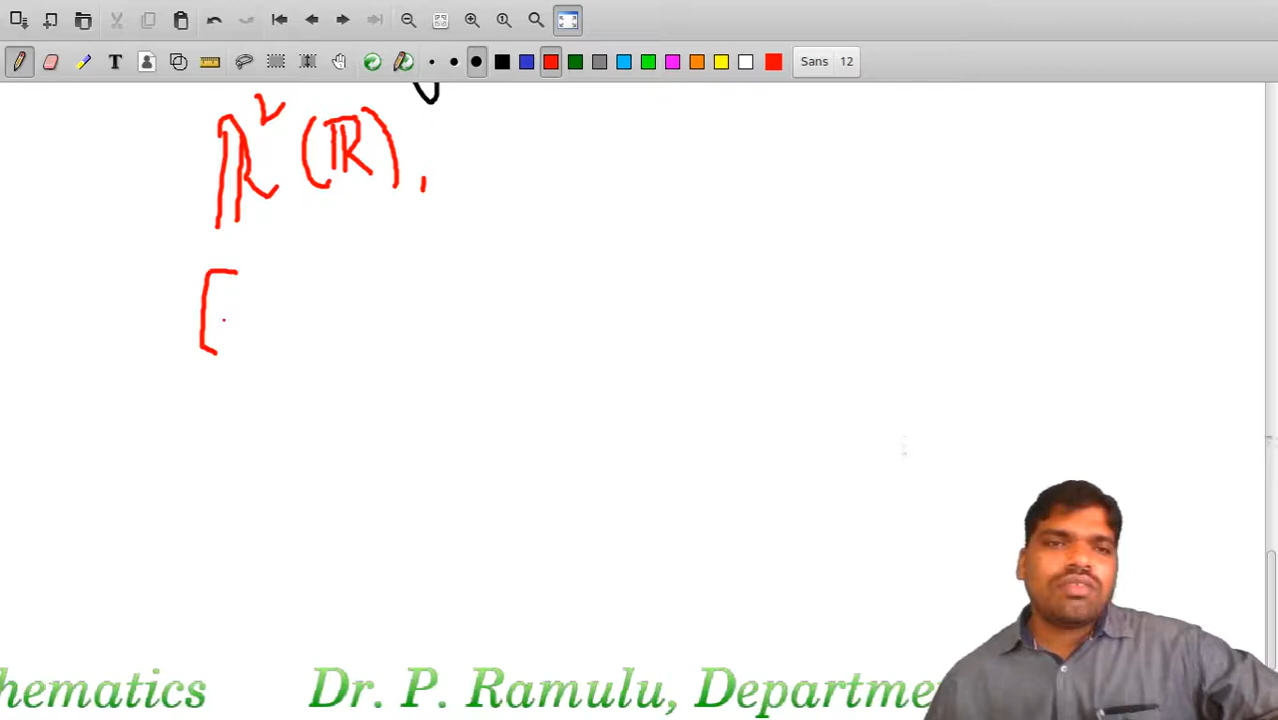 Sans 12
ℝ² (ℝ).
[
hematics Dr. P. Ramulu, Departme